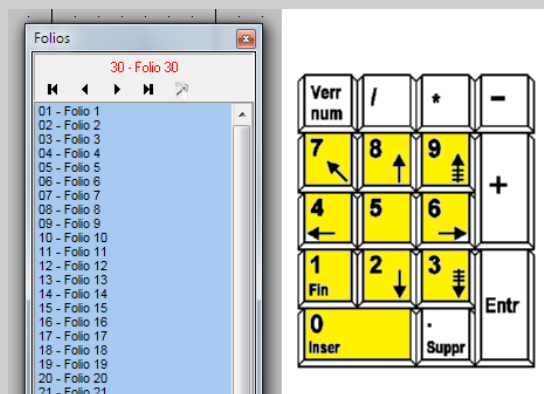 Folios
30 - Folio 30
01 - Folio 1
02 - Folio 2
03 - Folio 3
04 - Folio 4
05 - Folio 5
06 - Folio 6
07 - Folio 7
08 - Folio 8
09 - Folio 9
10 - Folio 10
11 - Folio 11
12 - Folio 12
13 - Folio 13
14 - Folio 14
15 - Folio 15
16 - Folio 16
17 - Folio 17
18 - Folio 18
19 - Folio 19
20 - Folio 20
21 - Folio 21
Verr
num
/
*
-
7
8
9
+
4
5
6
1
Fin
2
3
Entr
0
Inser
.
Suppr